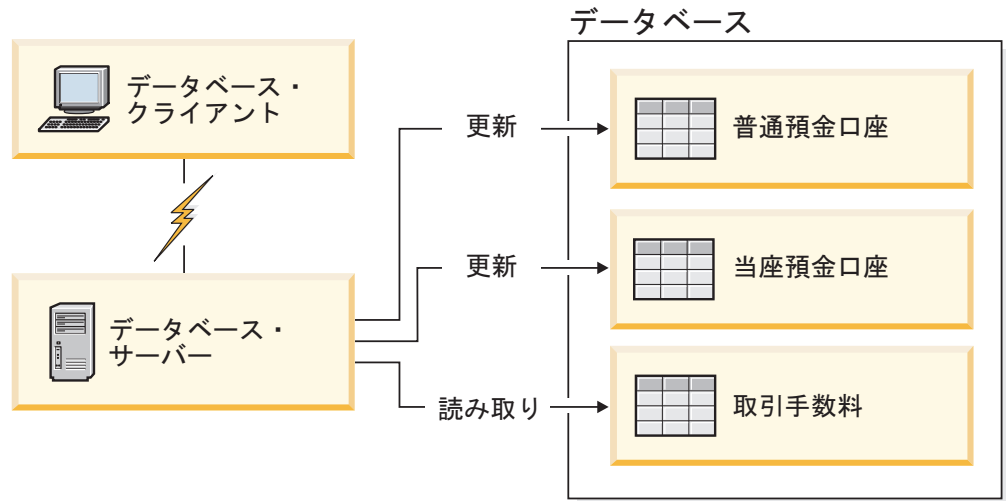 データベース
データベース・
クライアント
更新
普通預金口座
更新
当座預金口座
データベース・
サーバー
読み取り
取引手数料